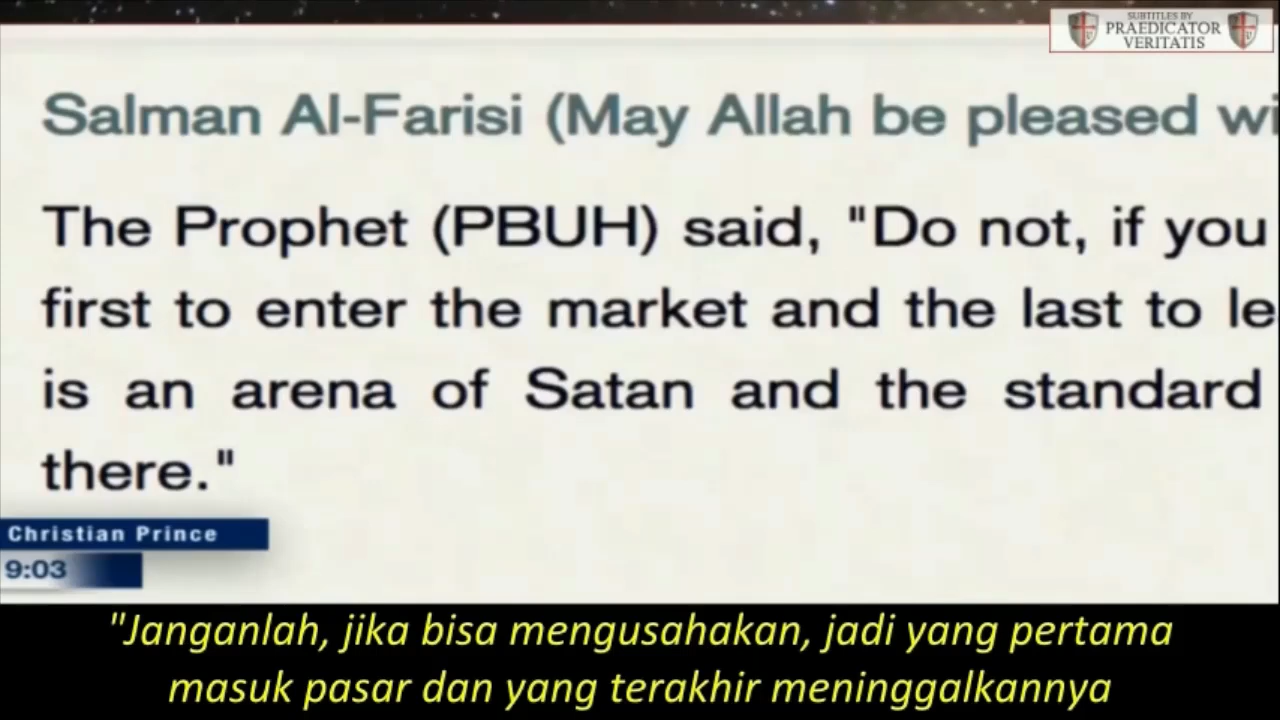 SUBTITLES BY
PRAEDICATOR
VERITATIS
Salman Al-Farisi (May Allah be pleased wi
The Prophet (PBUH) said, "Do not, if you
first to enter the market and the last to le
is an arena of Satan and the standard
there."
Christian Prince
9:03
"Janganlah, jika bisa mengusahakan, jadi yang pertama
masuk pasar dan yang terakhir meninggalkannya